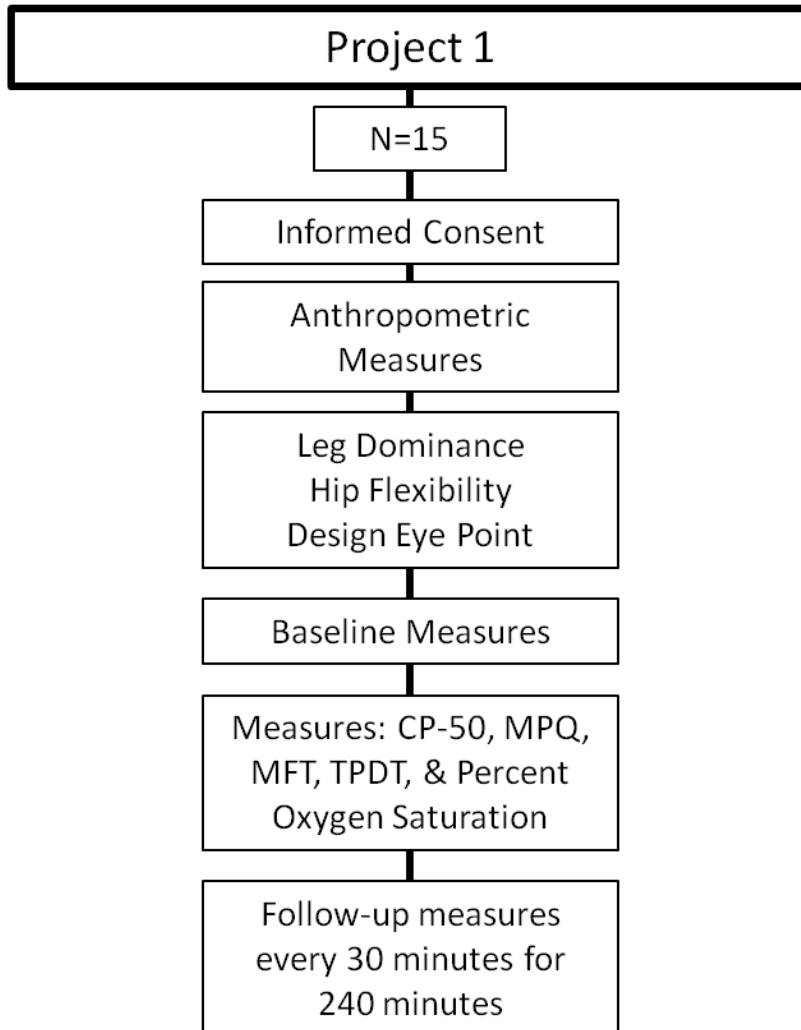 Project 1
N=15
Informed Consent
Anthropometric
Measures
Leg Dominance
Hip Flexibility
Design Eye Point
Baseline Measures
Measures: CP-50, MPQ,
MFT, TPDT, & Percent
Oxygen Saturation
Follow-up measures
every 30 minutes for
240 minutes